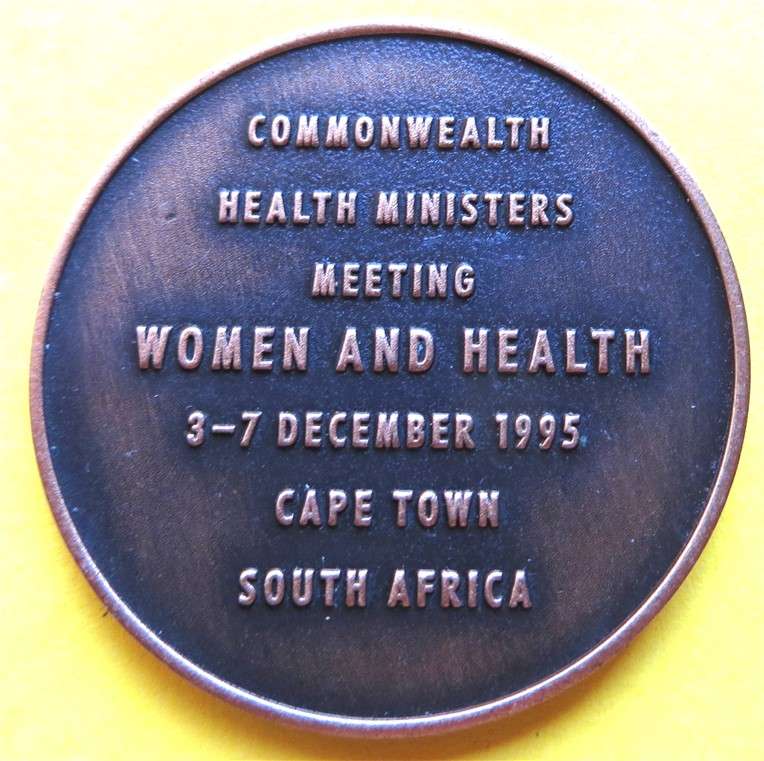 COMMONWEALTH
HEALTH MINISTERS
MEETING
WOMEN AND HEALTH
3-7 DECEMBER 1995
CAPE TOWN
SOUTH AFRICA